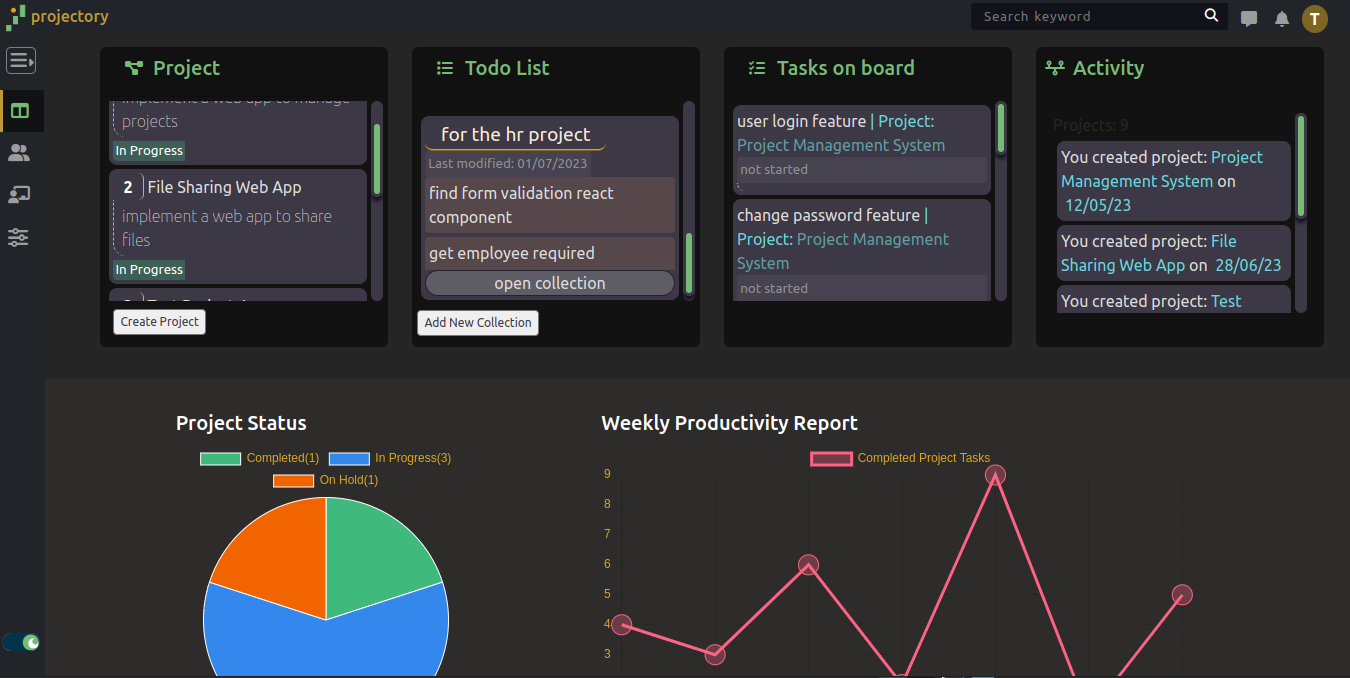 projectory
Search keyword
T
Project
implement a web app to manage
projects
In Progress
2 File Sharing Web App
implement a web app to share
files
In Progress
Create Project
Todo List
for the hr project
Last modified: 01/07/2023
find form validation react
component
get employee required
open collection
Add New Collection
Tasks on board
user login feature | Project:
Project Management System
not started
change password feature |
Project: Project Management
System
not started
Activity
Projects: 9
You created project: Project
Management System on
12/05/23
You created project: File
Sharing Web App on 28/06/23
You created project: Test
Project Status
Completed(1) In Progress(3)
On Hold(1)
Weekly Productivity Report
Completed Project Tasks
9
8
7
6
5
4
3